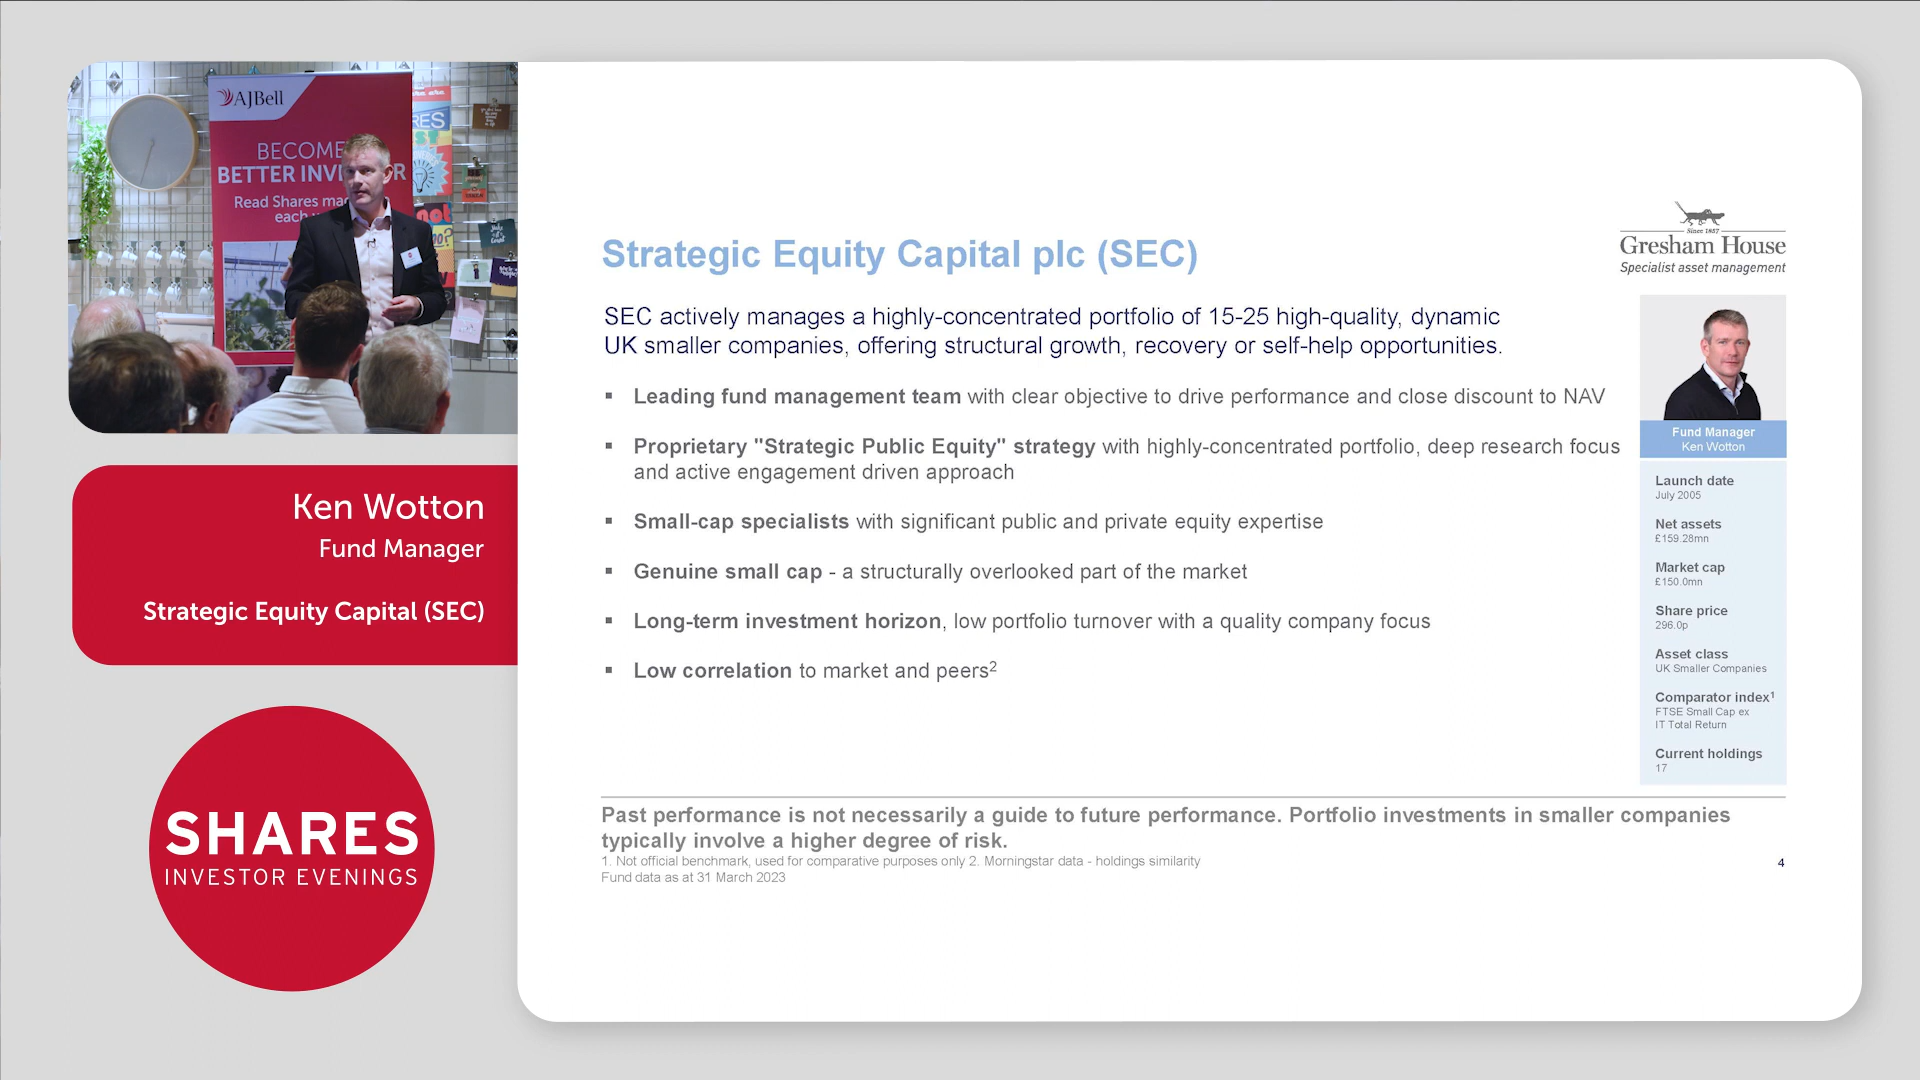 AJBell
BECOME
BETTER INV R
Read Shares
each
RES
not
Ken Wotton
Fund Manager
Strategic Equity Capital (SEC)
SHARES
INVESTOR EVENINGS
Strategic Equity Capital plc (SEC)
Since 1857
Gresham House
Specialist asset management
SEC actively manages a highly-concentrated portfolio of 15-25 high-quality, dynamic
UK smaller companies, offering structural growth, recovery or self-help opportunities.
▪ Leading fund management team with clear objective to drive performance and close discount to NAV
▪ Proprietary "Strategic Public Equity" strategy with highly-concentrated portfolio, deep research focus
and active engagement driven approach
▪ Small-cap specialists with significant public and private equity expertise
▪ Genuine small cap - a structurally overlooked part of the market
▪ Long-term investment horizon, low portfolio turnover with a quality company focus
▪ Low correlation to market and peers²
Fund Manager
Ken Wotton
Launch date
July 2005
Net assets
£159.28mn
Market cap
£150.0mn
Share price
296.0p
Asset class
UK Smaller Companies
Comparator index¹
FTSE Small Cap ex
IT Total Return
Current holdings
17
Past performance is not necessarily a guide to future performance. Portfolio investments in smaller companies
typically involve a higher degree of risk.
1. Not official benchmark, used for comparative purposes only 2. Morningstar data - holdings similarity
Fund data as at 31 March 2023
4